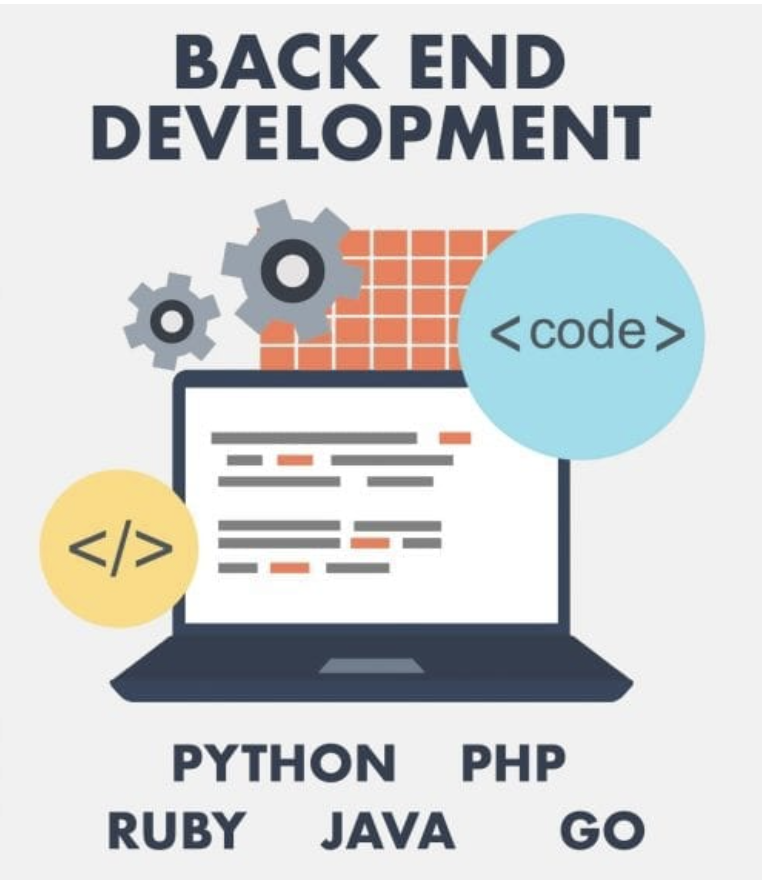 BACK END
DEVELOPMENT
<code>
</>
PYTHON PHP
RUBY JAVA GO